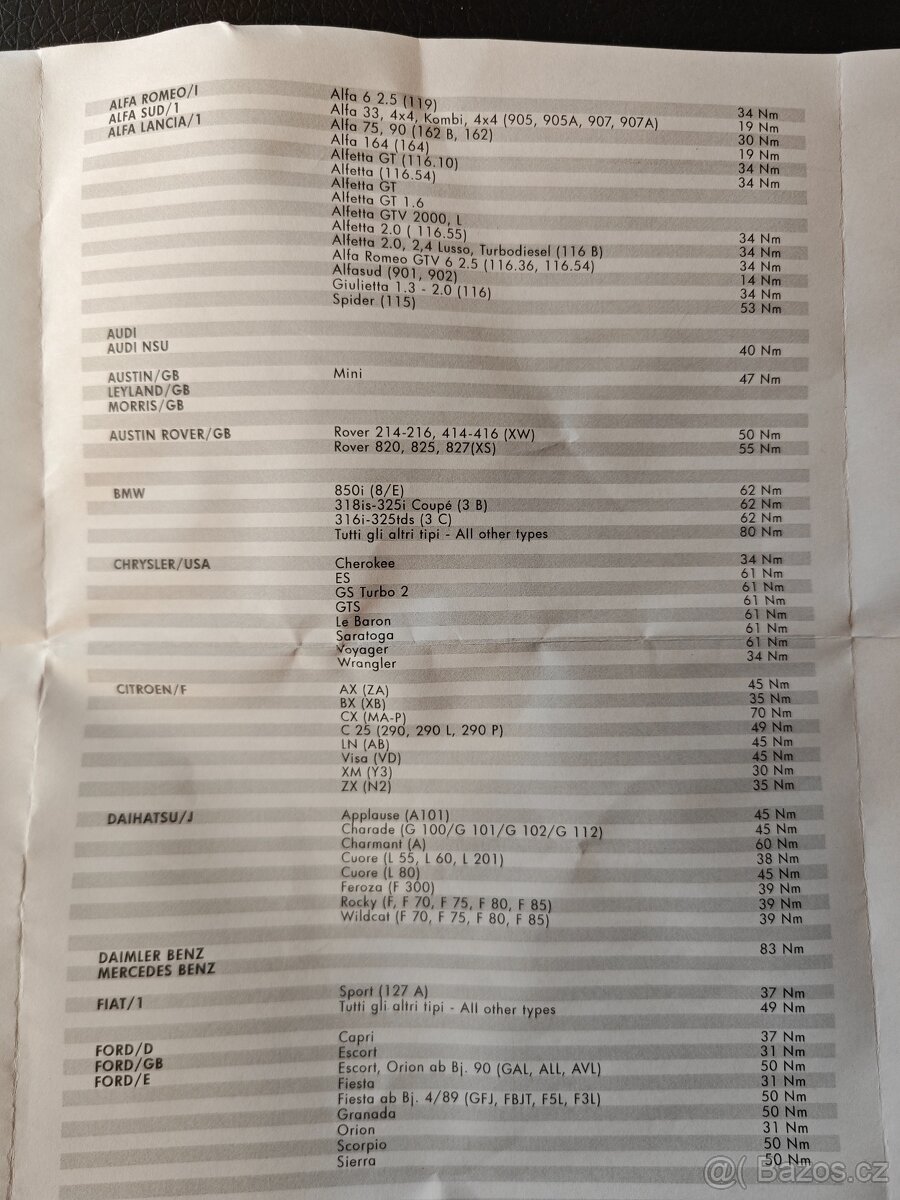 ALFA ROMEO/I Alfa 6 2.5 (119) 34 Nm
ALFA SUD/1 Alfa 33, 4x4, Kombi, 4x4 (905, 905A, 907, 907A) 19 Nm
ALFA LANCIA/1 Alfa 75, 90 (162 B, 162) 30 Nm
Alfa 164 (164) 19 Nm
Alfetta GT (116.10) 34 Nm
Alfetta (116.54) 34 Nm
Alfetta GT
Alfetta GT 1.6
Alfetta GTV 2000, L
Alfetta 2.0 ( 116.55) 34 Nm
Alfetta 2.0, 2,4 Lusso, Turbodiesel (116 B) 34 Nm
Alfa Romeo GTV 6 2.5 (116.36, 116.54) 34 Nm
Alfasud (901, 902) 14 Nm
Giulietta 1.3 - 2.0 (116) 34 Nm
Spider (115) 53 Nm
AUDI
AUDI NSU 40 Nm
AUSTIN/GB Mini 47 Nm
LEYLAND/GB
MORRIS/GB
AUSTIN ROVER/GB Rover 214-216, 414-416 (XW) 50 Nm
Rover 820, 825, 827(XS) 55 Nm
BMW 850i (8/E) 62 Nm
318is-325i Coupé (3 B) 62 Nm
316i-325tds (3 C) 62 Nm
Tutti gli altri tipi - All other types 80 Nm
CHRYSLER/USA Cherokee 34 Nm
ES 61 Nm
GS Turbo 2 61 Nm
GTS 61 Nm
Le Baron 61 Nm
Saratoga 61 Nm
Voyager 61 Nm
Wrangler 34 Nm
CITROEN/F AX (ZA) 45 Nm
BX (XB) 35 Nm
CX (MA-P) 70 Nm
C 25 (290, 290 L, 290 P) 49 Nm
LN (AB) 45 Nm
Visa (VD) 45 Nm
XM (Y3) 30 Nm
ZX (N2) 35 Nm
DAIHATSU/J Applause (A101) 45 Nm
Charade (G 100/G 101/G 102/G 112) 45 Nm
Charmant (A) 60 Nm
Cuore (L 55, L 60, L 201) 38 Nm
Cuore (L 80) 45 Nm
Feroza (F 300) 39 Nm
Rocky (F, F 70, F 75, F 80, F 85) 39 Nm
Wildcat (F 70, F 75, F 80, F 85) 39 Nm
DAIMLER BENZ 83 Nm
MERCEDES BENZ
FIAT/1 Sport (127 A) 37 Nm
Tutti gli altri tipi - All other types 49 Nm
FORD/D Capri 37 Nm
FORD/GB Escort 31 Nm
FORD/E Escort, Orion ab Bj. 90 (GAL, ALL, AVL) 50 Nm
Fiesta 31 Nm
Fiesta ab Bj. 4/89 (GFJ, FBJT, F5L, F3L) 50 Nm
Granada 50 Nm
Orion 31 Nm
Scorpio 50 Nm
Sierra 50 Nm
@( Bazos.cz